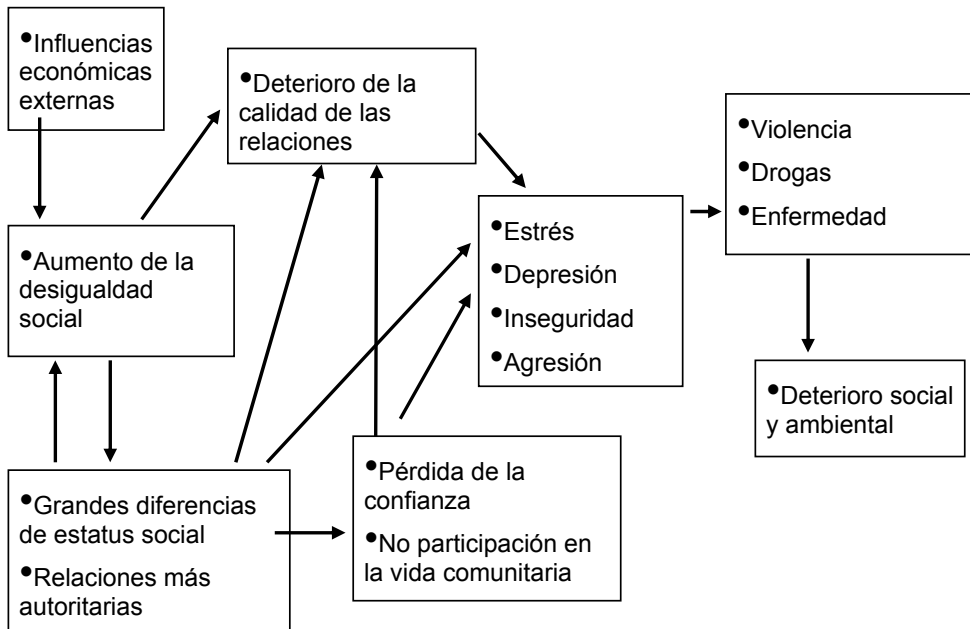 •Influencias
económicas
externas
•Deterioro de la
calidad de las
relaciones
•Violencia
•Drogas
•Enfermedad
•Aumento de la
desigualdad
social
•Estrés
•Depresión
•Inseguridad
•Agresión
•Deterioro social
y ambiental
•Grandes diferencias
de estatus social
•Relaciones más
autoritarias
•Pérdida de la
confianza
•No participación en
la vida comunitaria